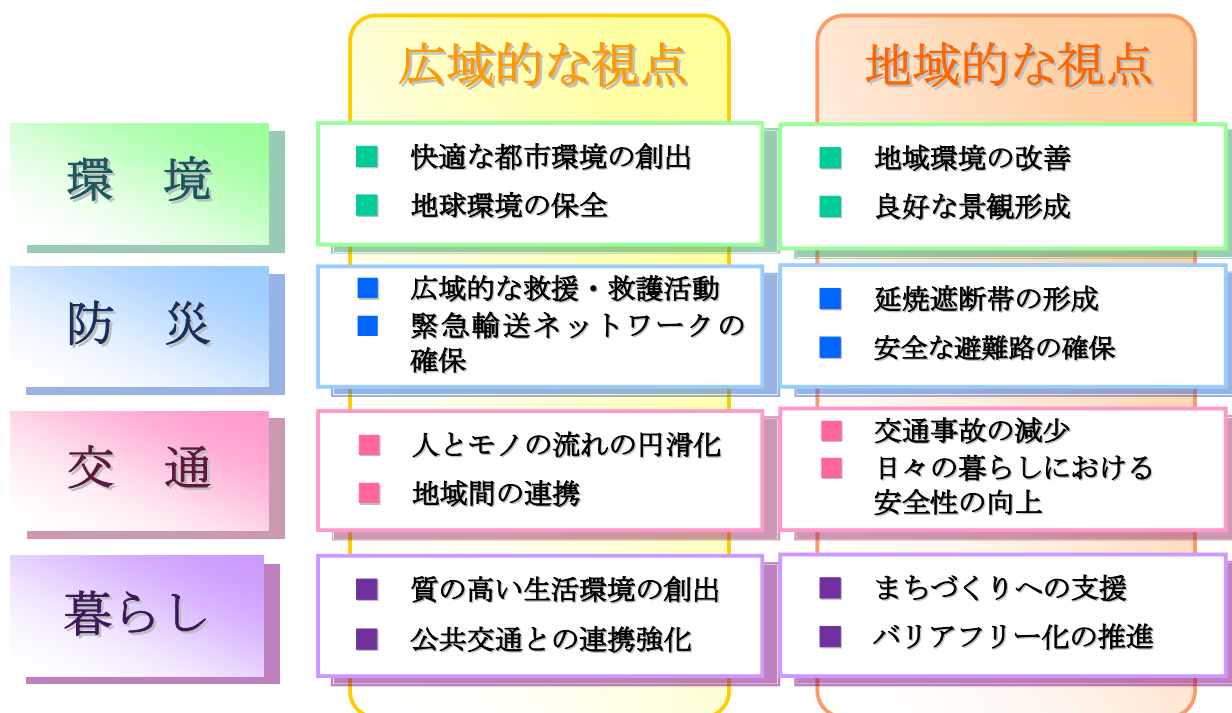 広域的な視点
地域的な視点
環 境
■ 快適な都市環境の創出
■ 地球環境の保全
■ 地域環境の改善
■ 良好な景観形成
防 災
■ 広域的な救援・救護活動
■ 緊急輸送ネットワークの
確保
■ 延焼遮断帯の形成
■ 安全な避難路の確保
交 通
■ 人とモノの流れの円滑化
■ 地域間の連携
■ 交通事故の減少
■ 日々の暮らしにおける
安全性の向上
暮らし
■ 質の高い生活環境の創出
■ 公共交通との連携強化
■ まちづくりへの支援
■ バリアフリー化の推進